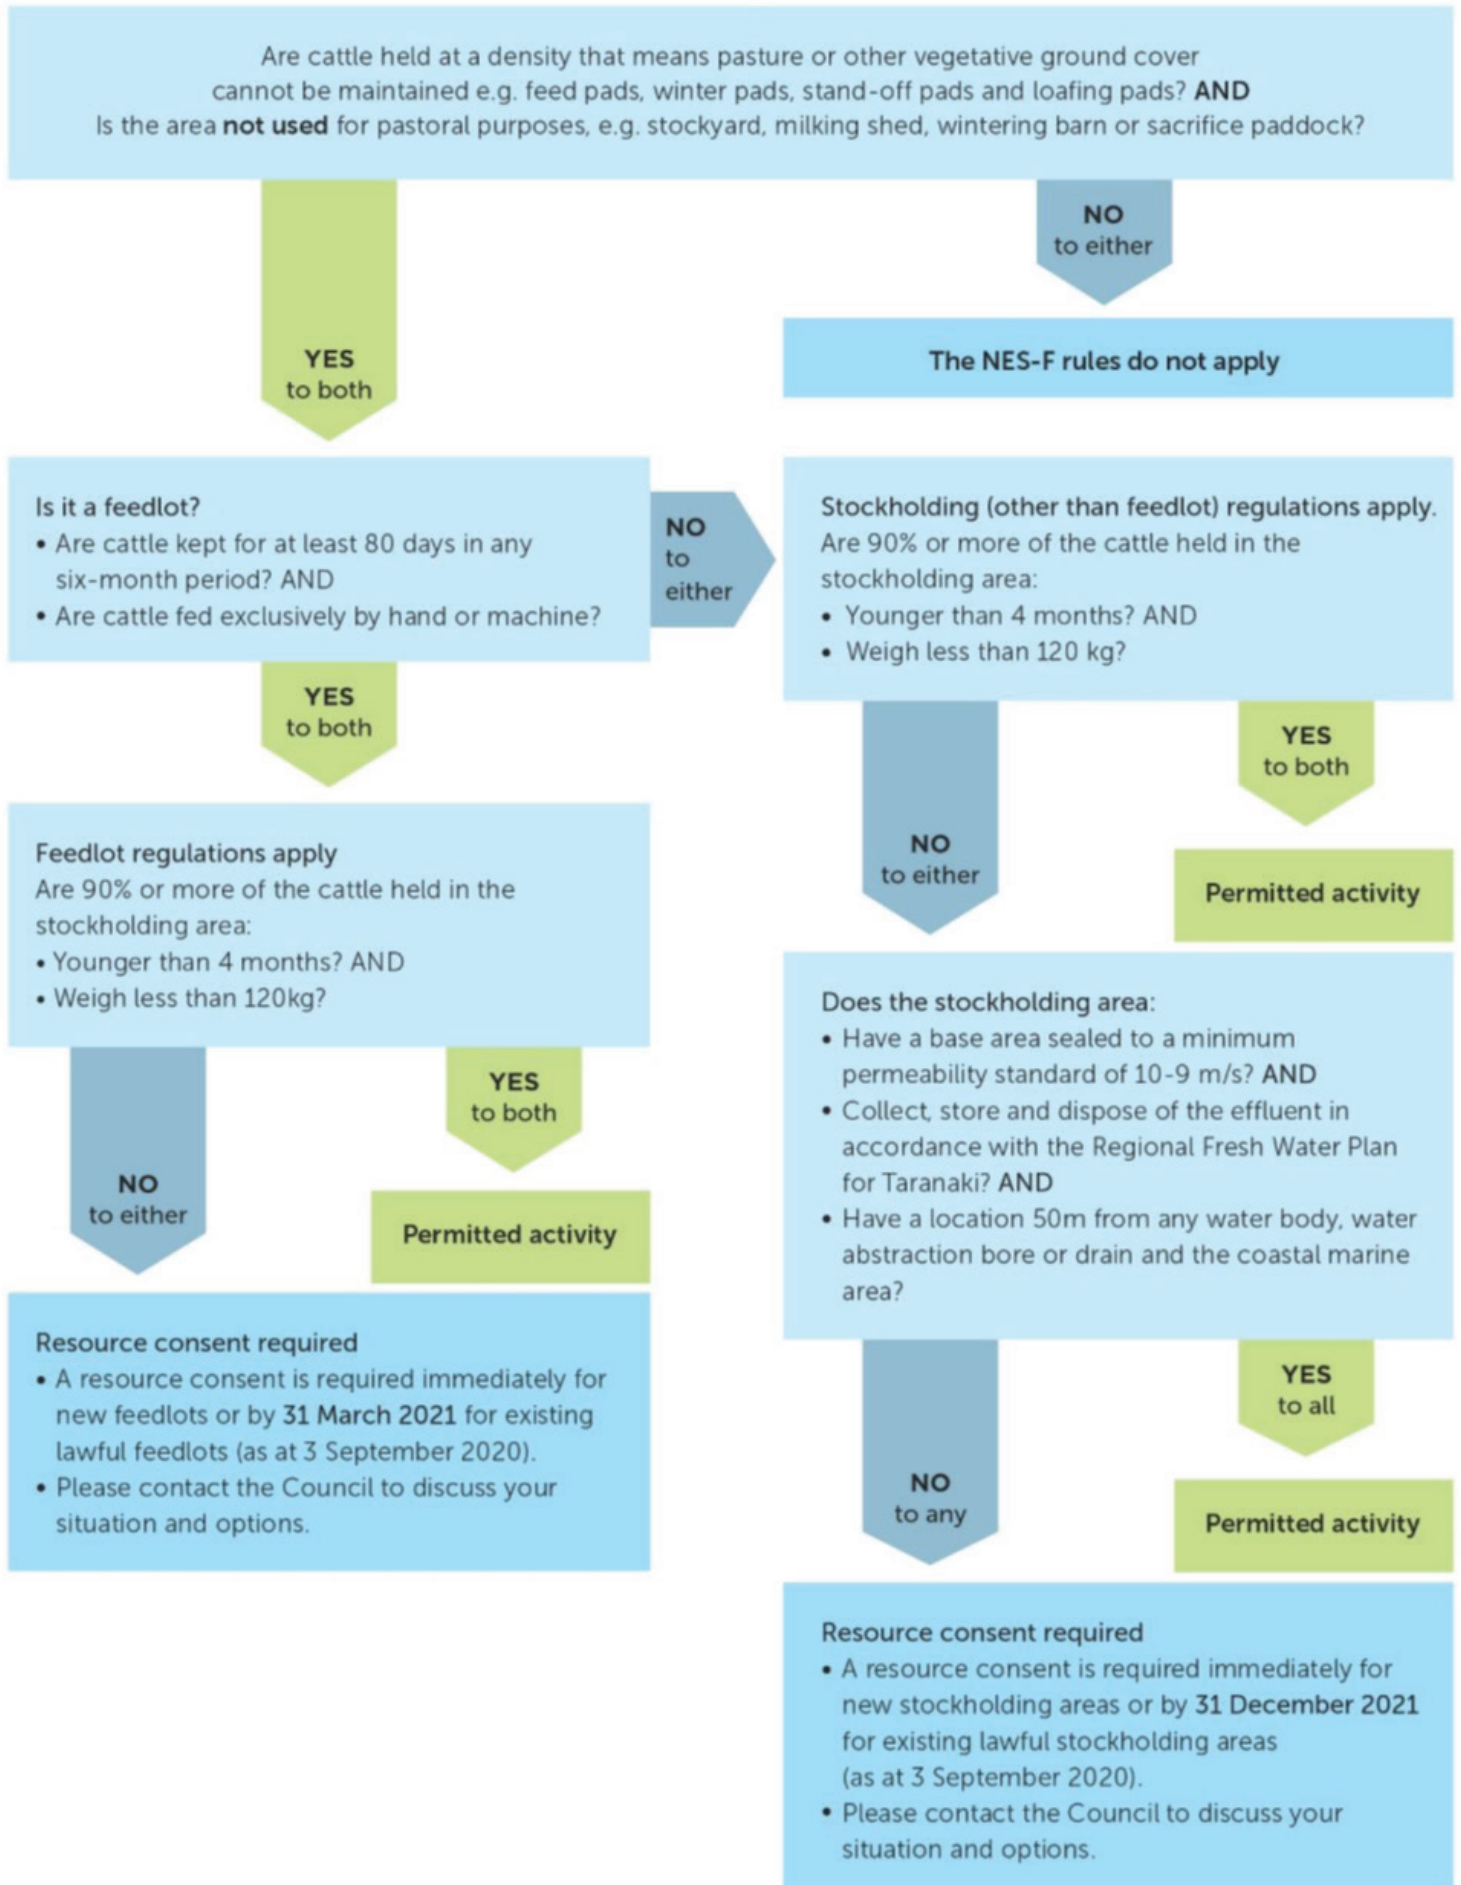 Are cattle held at a density that means pasture or other vegetative ground cover
cannot be maintained e.g. feed pads, winter pads, stand-off pads and loafing pads? AND
Is the area not used for pastoral purposes, e.g. stockyard, milking shed, wintering barn or sacrifice paddock?
NO
to either
The NES-F rules do not apply
YES
to both
Is it a feedlot?
• Are cattle kept for at least 80 days in any
six-month period? AND
• Are cattle fed exclusively by hand or machine?
NO
to
either
Stockholding (other than feedlot) regulations apply.
Are 90% or more of the cattle held in the
stockholding area:
• Younger than 4 months? AND
• Weigh less than 120 kg?
YES
to both
Feedlot regulations apply
Are 90% or more of the cattle held in the
stockholding area:
• Younger than 4 months? AND
• Weigh less than 120kg?
NO
to either
YES
to both
Permitted activity
Resource consent required
• A resource consent is required immediately for
new feedlots or by 31 March 2021 for existing
lawful feedlots (as at 3 September 2020).
• Please contact the Council to discuss your
situation and options.
NO
to either
YES
to both
Permitted activity
Does the stockholding area:
• Have a base area sealed to a minimum
permeability standard of 10-9 m/s? AND
• Collect, store and dispose of the effluent in
accordance with the Regional Fresh Water Plan
for Taranaki? AND
• Have a location 50m from any water body, water
abstraction bore or drain and the coastal marine
area?
NO
to any
YES
to all
Permitted activity
Resource consent required
• A resource consent is required immediately for
new stockholding areas or by 31 December 2021
for existing lawful stockholding areas
(as at 3 September 2020).
• Please contact the Council to discuss your
situation and options.